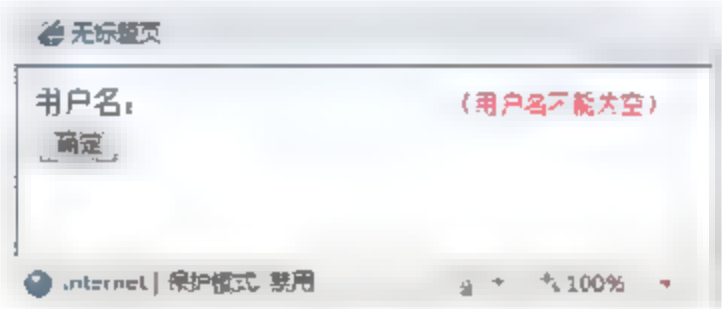 无标题页
用户名: (用户名不能为空)
确定
Internet | 保护模式: 禁用 100%